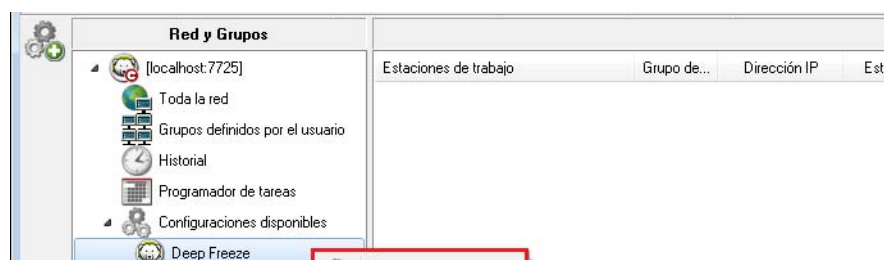 Red y Grupos
[localhost:7725]
Estaciones de trabajo Grupo de... Dirección IP Est
Toda la red
Grupos definidos por el usuario
Historial
Programador de tareas
Configuraciones disponibles
Deep Freeze